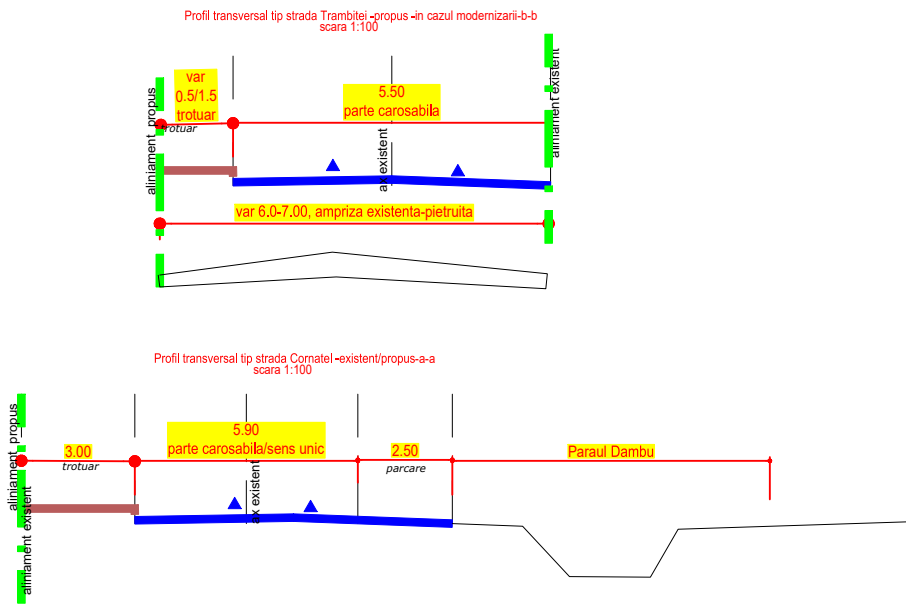 Profil transversal tip strada Trambitei -propus -in cazul modernizarii-b-b
scara 1:100
var
0.5/1.5
trotuar
5.50
parte carosabila
trotuar
aliniament propus
ax existent
aliniament existent
var 6.0-7.00, ampriza existenta-pietruita
Profil transversal tip strada Cornatel -existent/propus-a-a
scara 1:100
3.00
trotuar
5.90
parte carosabila/sens unic
2.50
parcare
Paraul Dambu
aliniament propus
aliniament existent
ax existent